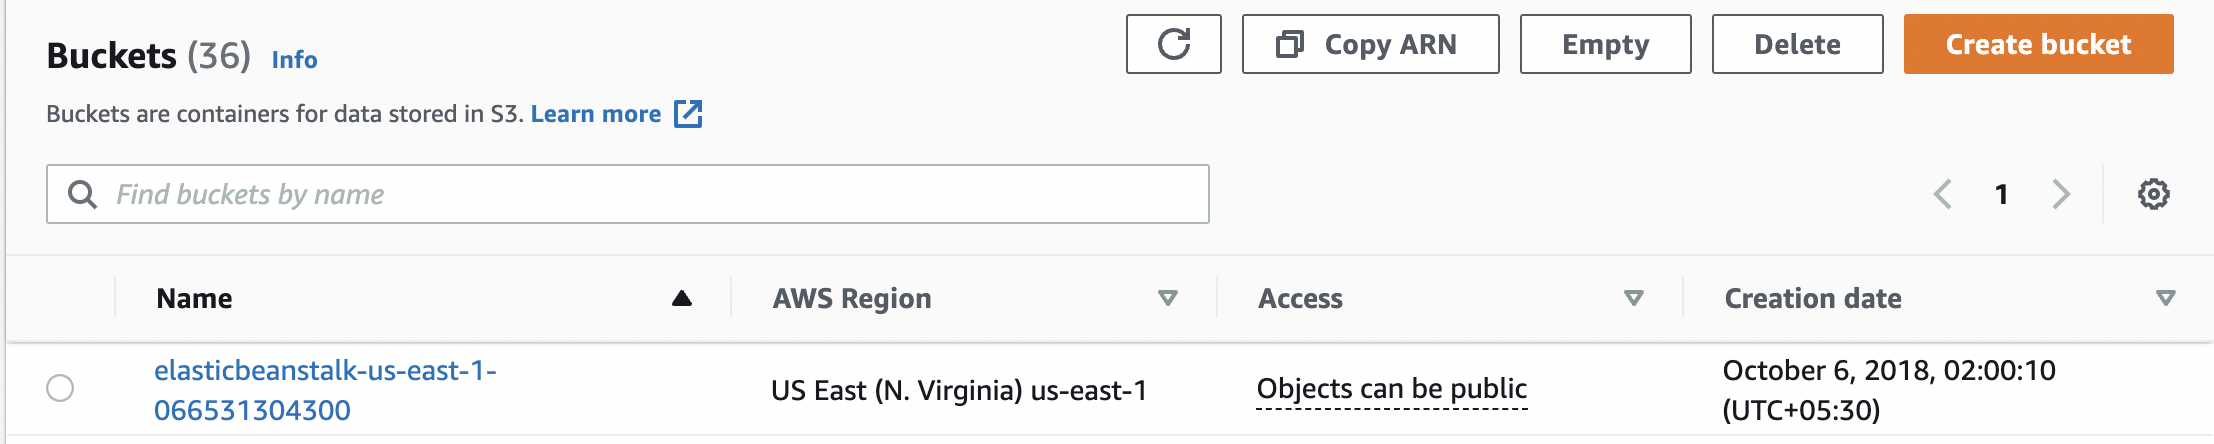 Buckets (36) Info
Copy ARN
Empty
Delete
Create bucket
Buckets are containers for data stored in S3. Learn more
Find buckets by name
1
Name
AWS Region
Access
Creation date
elasticbeanstalk-us-east-1-
066531304300
US East (N. Virginia) us-east-1
Objects can be public
October 6, 2018, 02:00:10
(UTC+05:30)